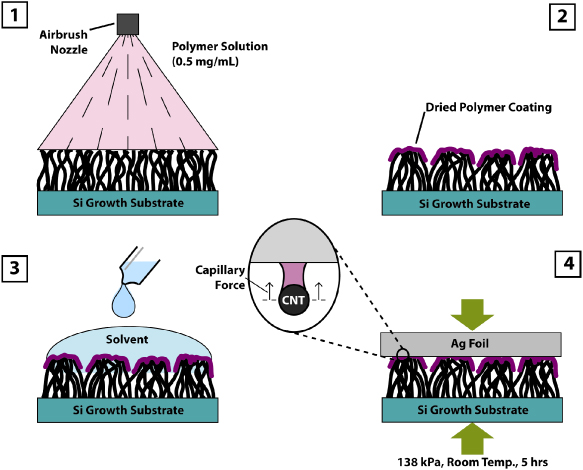 1
Airbrush
Nozzle
Polymer Solution
(0.5 mg/mL)
Si Growth Substrate
2
Dried Polymer Coating
Si Growth Substrate
3
Solvent
Si Growth Substrate
Capillary
Force
CNT
4
Ag Foil
Si Growth Substrate
138 kPa, Room Temp., 5 hrs